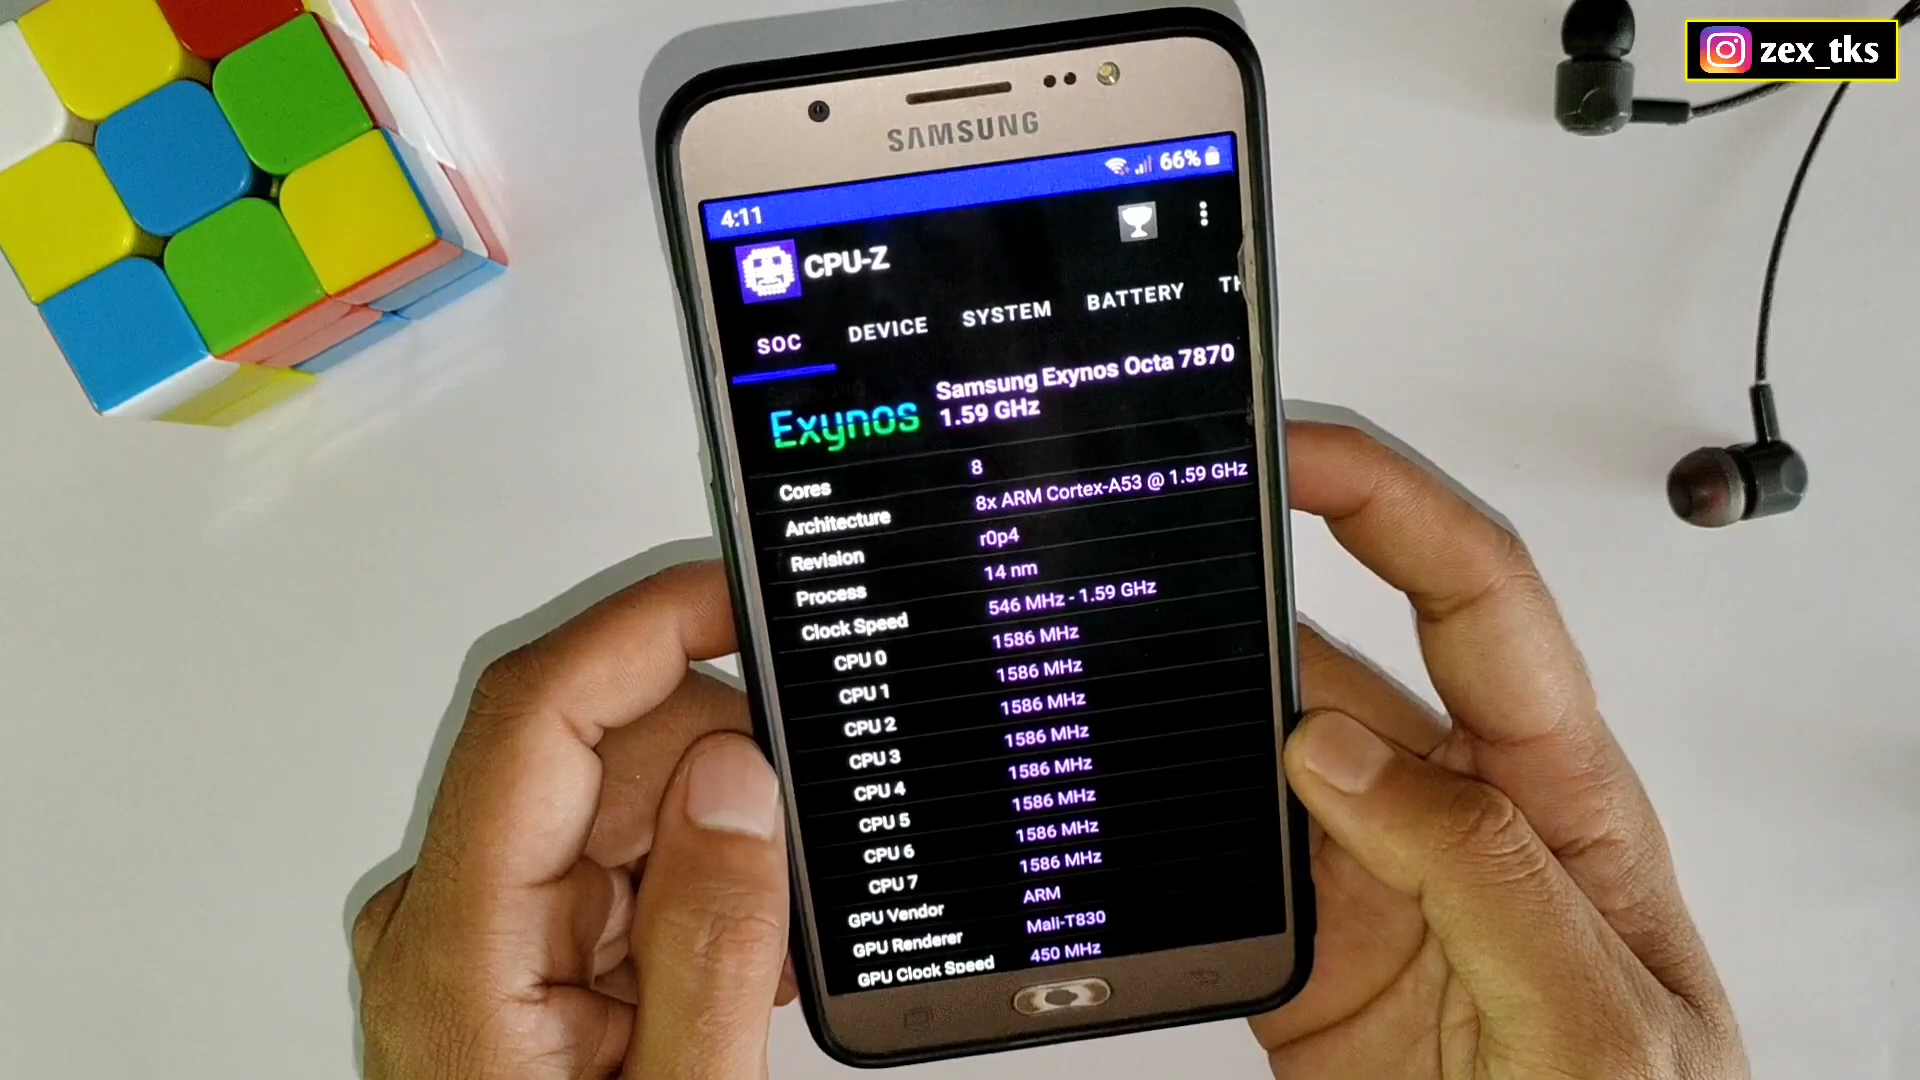 zex_tks
SAMSUNG
4:11 66%
CPU-Z
SOC DEVICE SYSTEM BATTERY TH
Exynos
Samsung Exynos Octa 7870
1.59 GHz
Cores 8
Architecture 8x ARM Cortex-A53 @ 1.59 GHz
Revision r0p4
Process 14 nm
Clock Speed 546 MHz - 1.59 GHz
CPU 0 1586 MHz
CPU 1 1586 MHz
CPU 2 1586 MHz
CPU 3 1586 MHz
CPU 4 1586 MHz
CPU 5 1586 MHz
CPU 6 1586 MHz
CPU 7 1586 MHz
GPU Vendor ARM
GPU Renderer Mali-T830
GPU Clock Speed 450 MHz